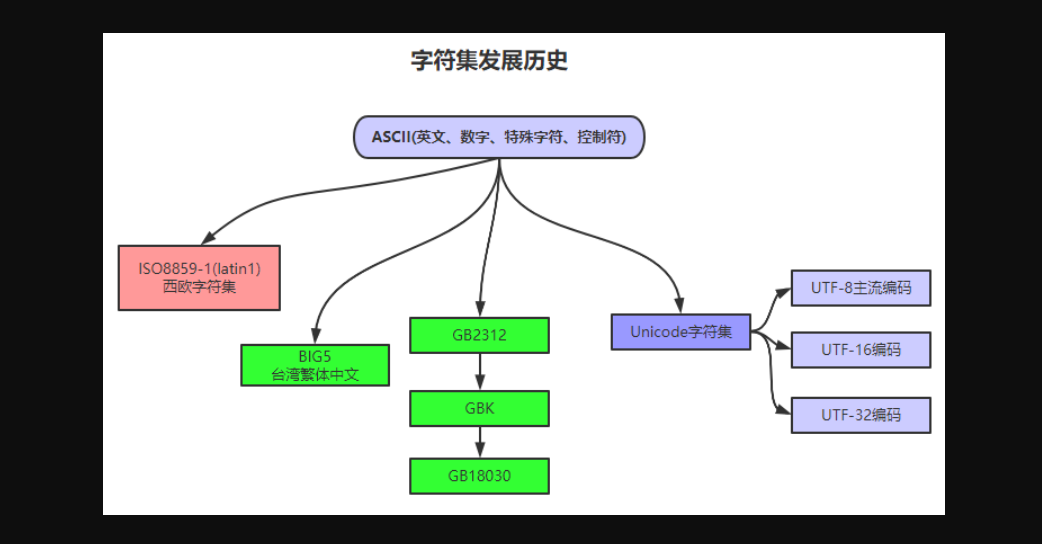 字符集发展历史
ASCII(英文、数字、特殊字符、控制符)
ISO8859-1(latin1)
西欧字符集
BIG5
台湾繁体中文
GB2312
GBK
GB18030
Unicode字符集
UTF-8主流编码
UTF-16编码
UTF-32编码